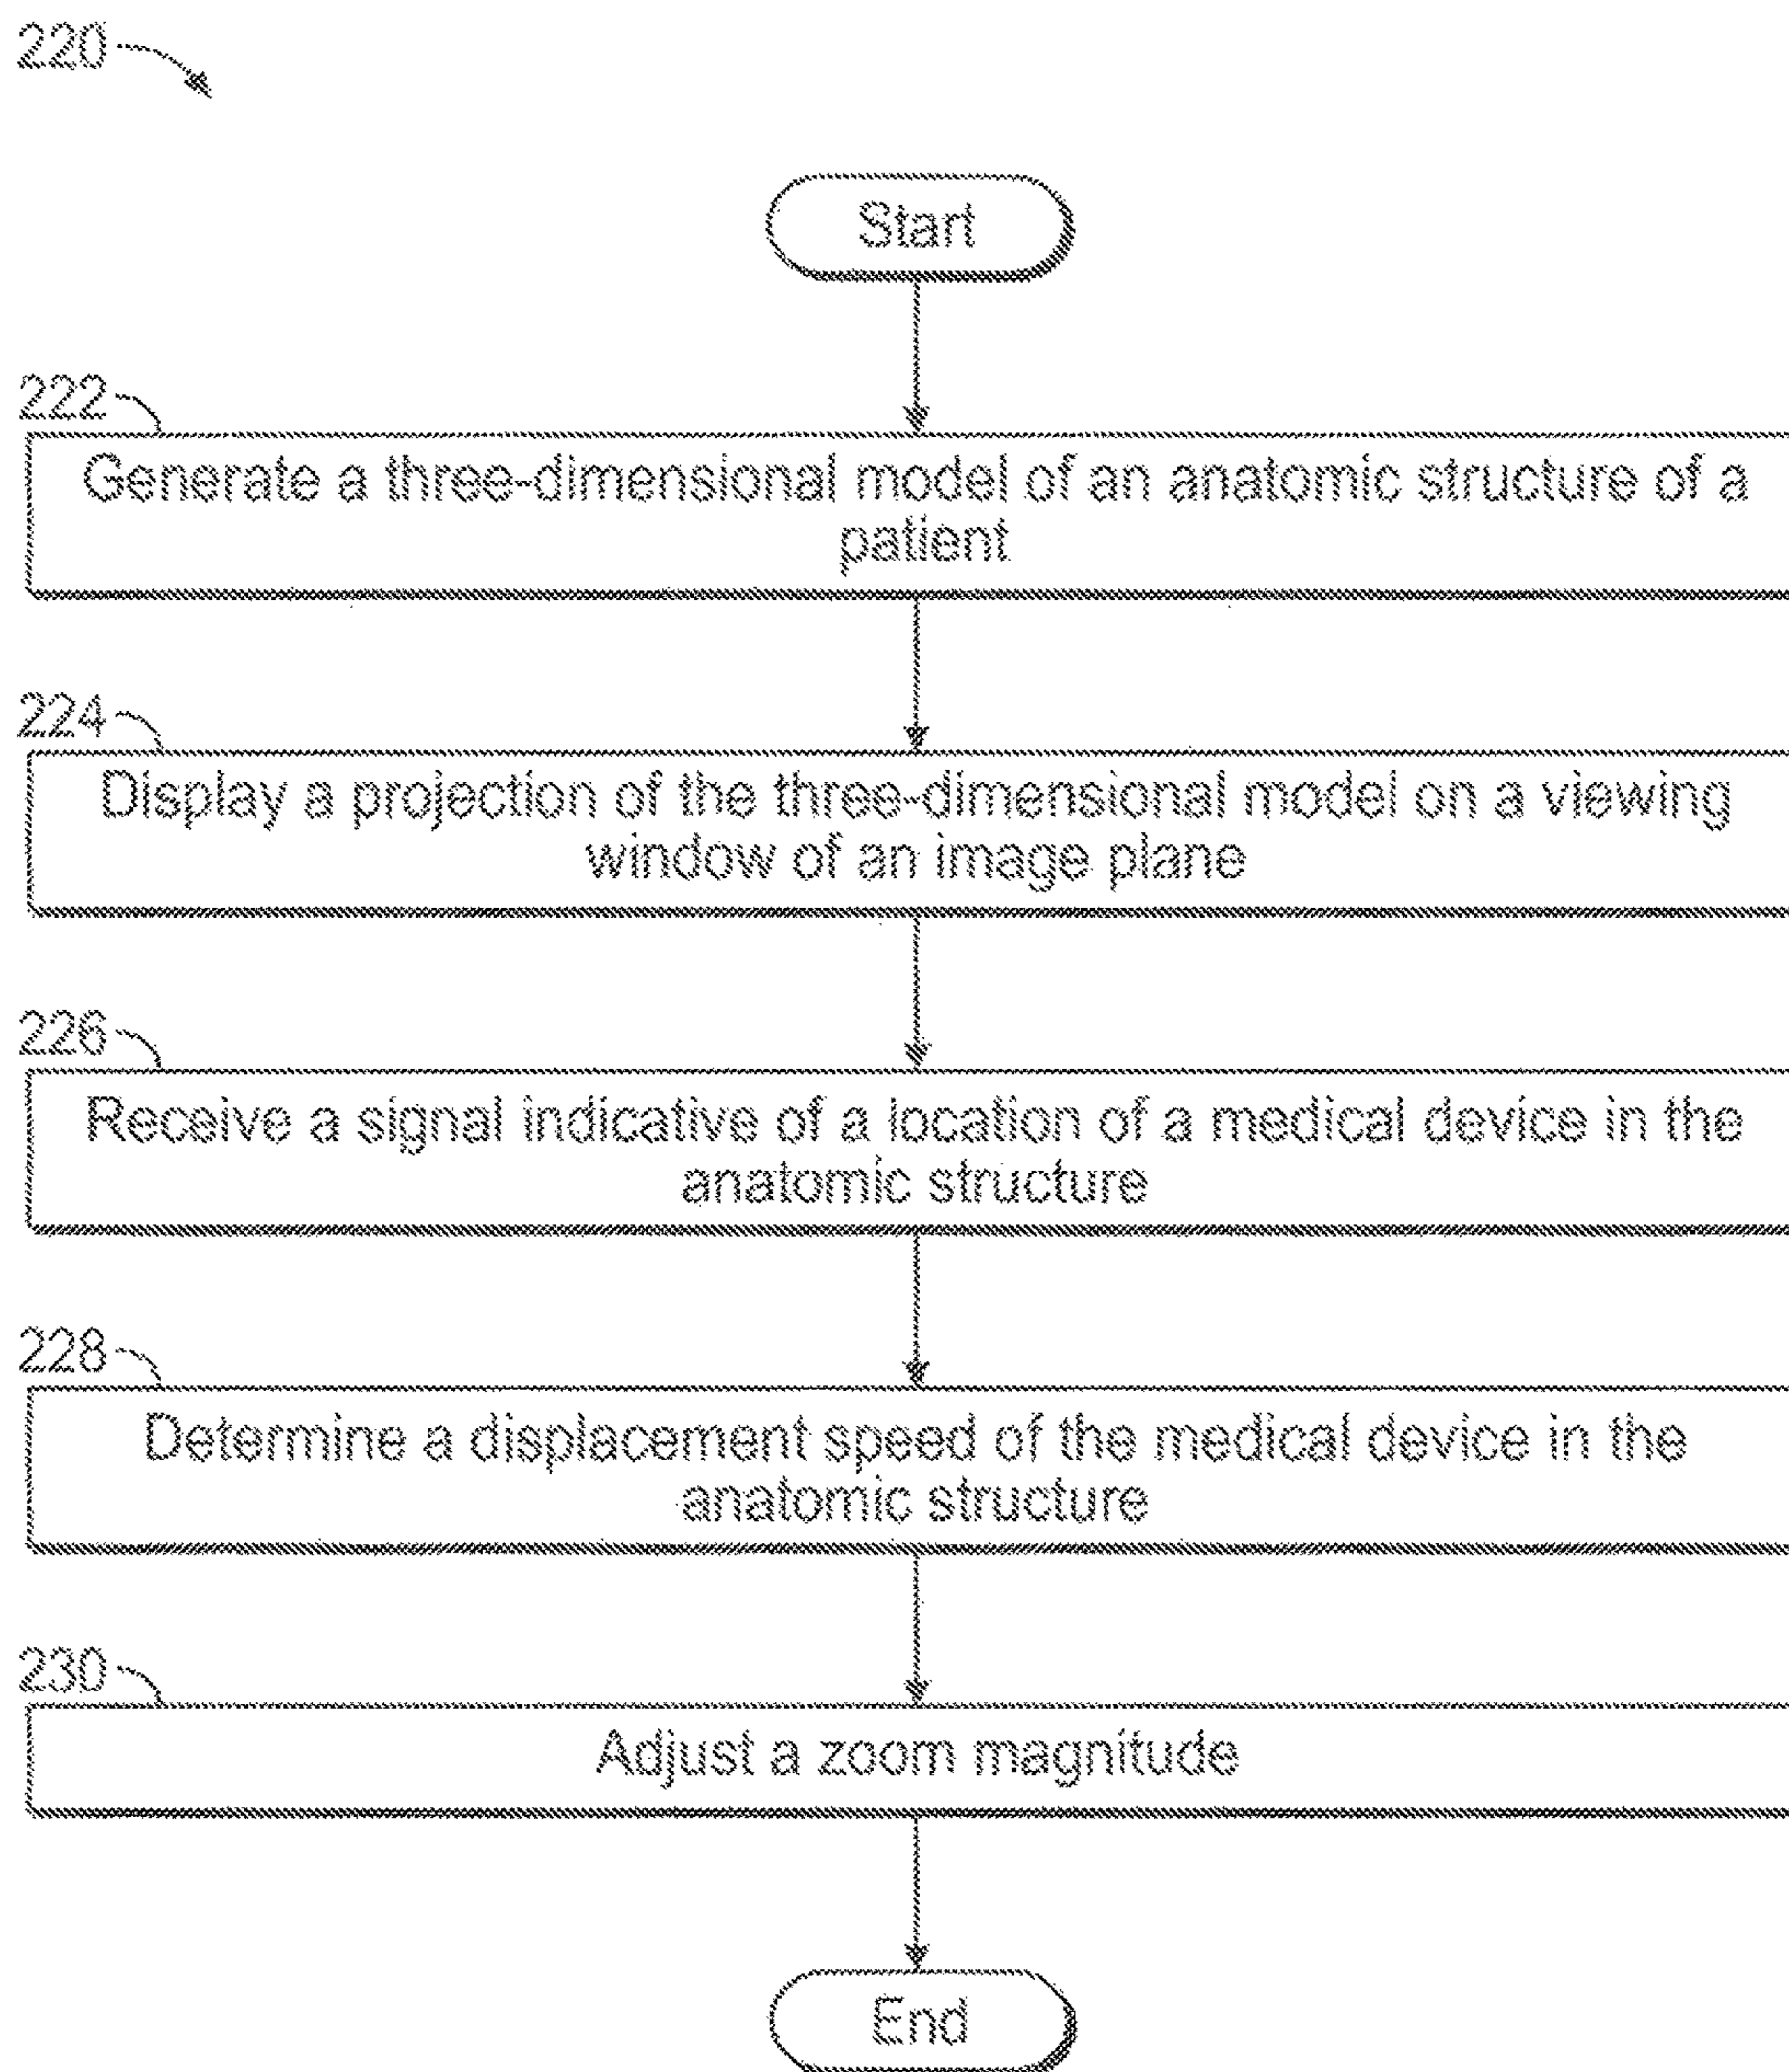 220
Start
222
Generate a three-dimensional model of an anatomic structure of a
patient
224
Display a projection of the three-dimensional model on a viewing
window of an image plane
226
Receive a signal indicative of a location of a medical device in the
anatomic structure
228
Determine a displacement speed of the medical device in the
anatomic structure
230
Adjust a zoom magnitude
End